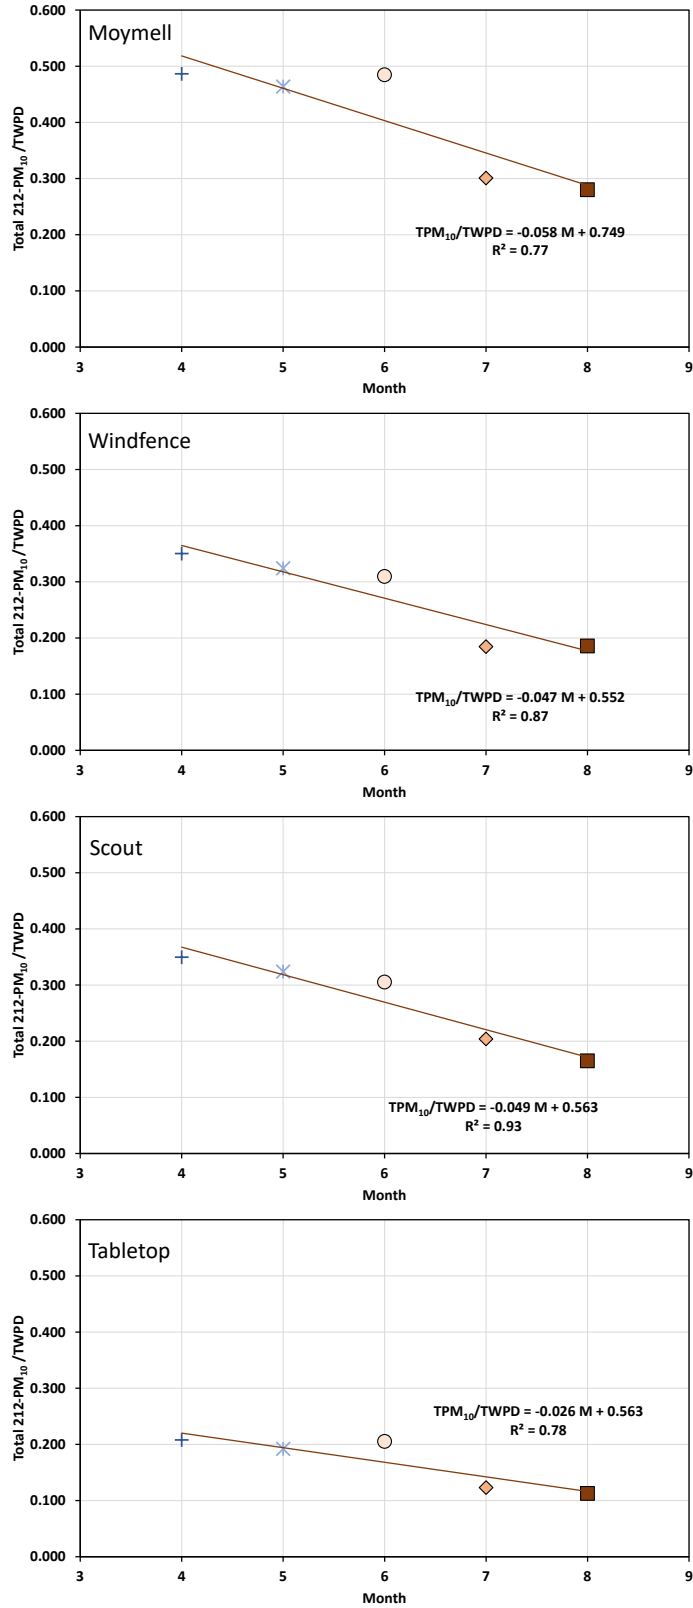 0.600
Moymell
0.500
0.400
0.300
0.200
0.100
0.000
Total 212-PM₁₀ /TWPD
TPM₁₀/TWPD = -0.058 M + 0.749
R² = 0.77
3 4 5 6 7 8 9
Month
0.600
Windfence
0.500
0.400
0.300
0.200
0.100
0.000
Total 212-PM₁₀ /TWPD
TPM₁₀/TWPD = -0.047 M + 0.552
R² = 0.87
3 4 5 6 7 8 9
Month
0.600
Scout
0.500
0.400
0.300
0.200
0.100
0.000
Total 212-PM₁₀ /TWPD
TPM₁₀/TWPD = -0.049 M + 0.563
R² = 0.93
3 4 5 6 7 8 9
Month
0.600
Tabletop
0.500
0.400
0.300
0.200
0.100
0.000
Total 212-PM₁₀ /TWPD
TPM₁₀/TWPD = -0.026 M + 0.563
R² = 0.78
3 4 5 6 7 8 9
Month